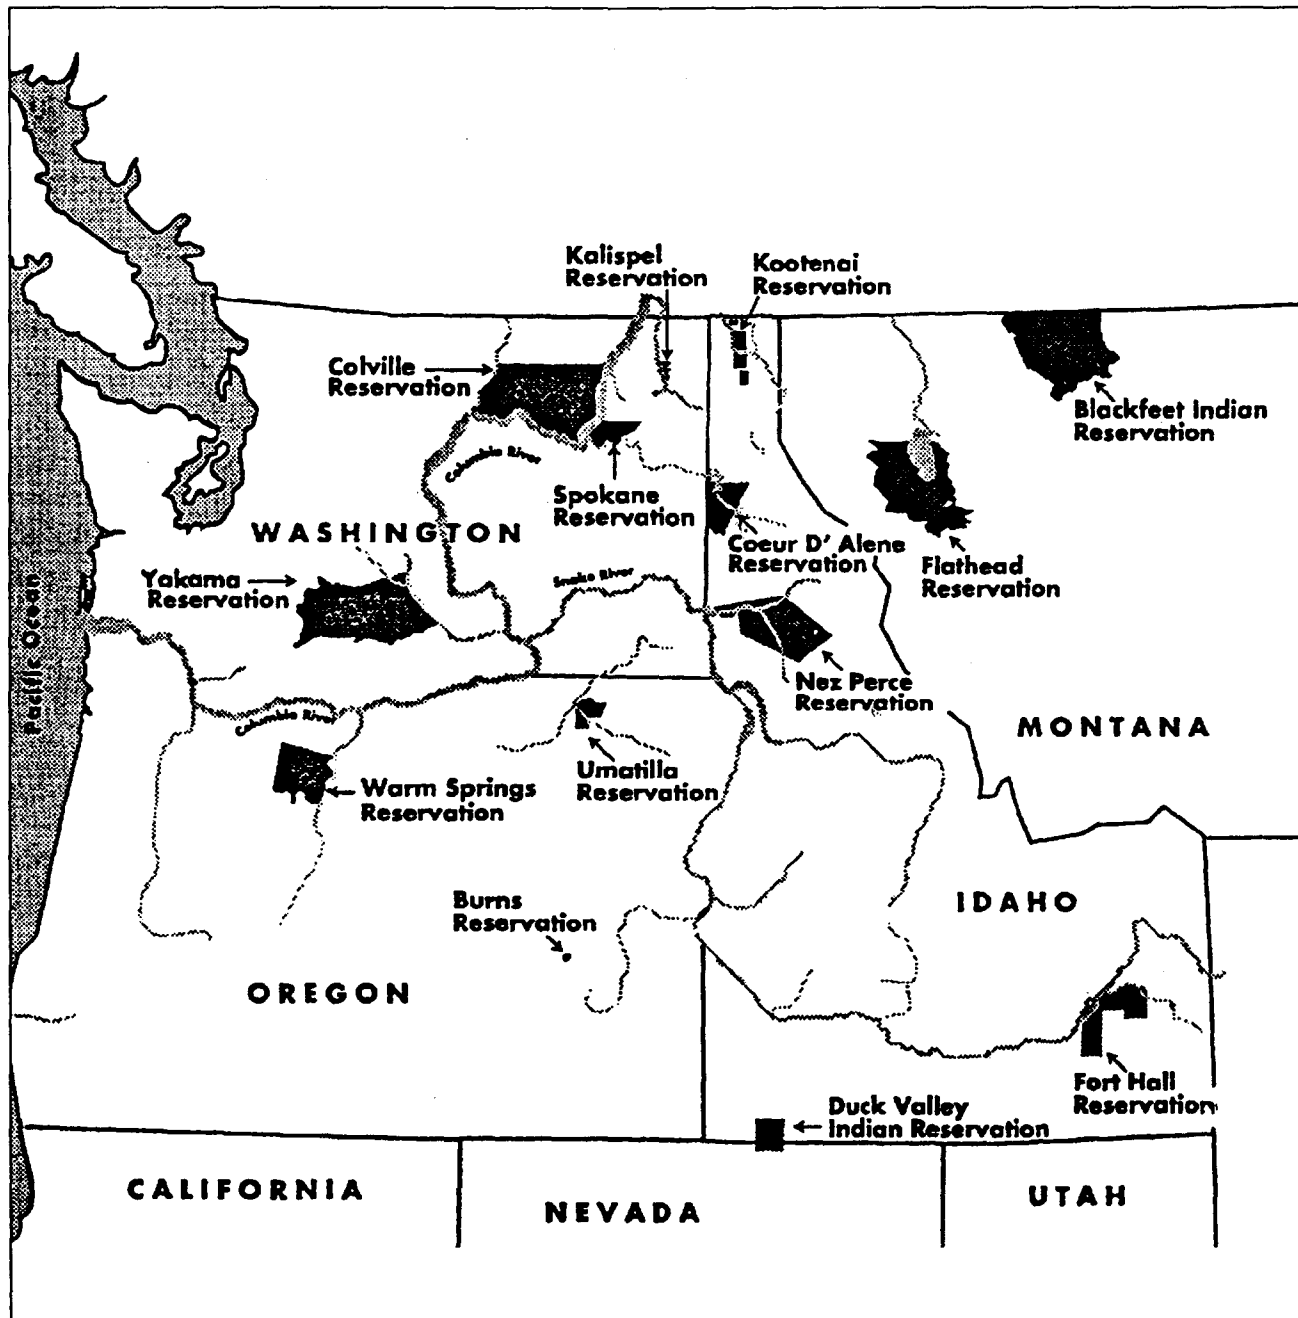 Kalispel
Reservation
Kootenai
Reservation
Colville
Reservation
Blackfeet Indian
Reservation
Columbia River
Spokane
Reservation
WASHINGTON
Coeur D' Alene
Reservation
Flathead
Reservation
Yakama
Reservation
Snake River
Pacific Ocean
Nez Perce
Reservation
Columbia River
MONTANA
Umatilla
Reservation
Warm Springs
Reservation
Burns
Reservation
IDAHO
OREGON
Fort Hall
Reservation
Duck Valley
Indian Reservation
CALIFORNIA
NEVADA
UTAH